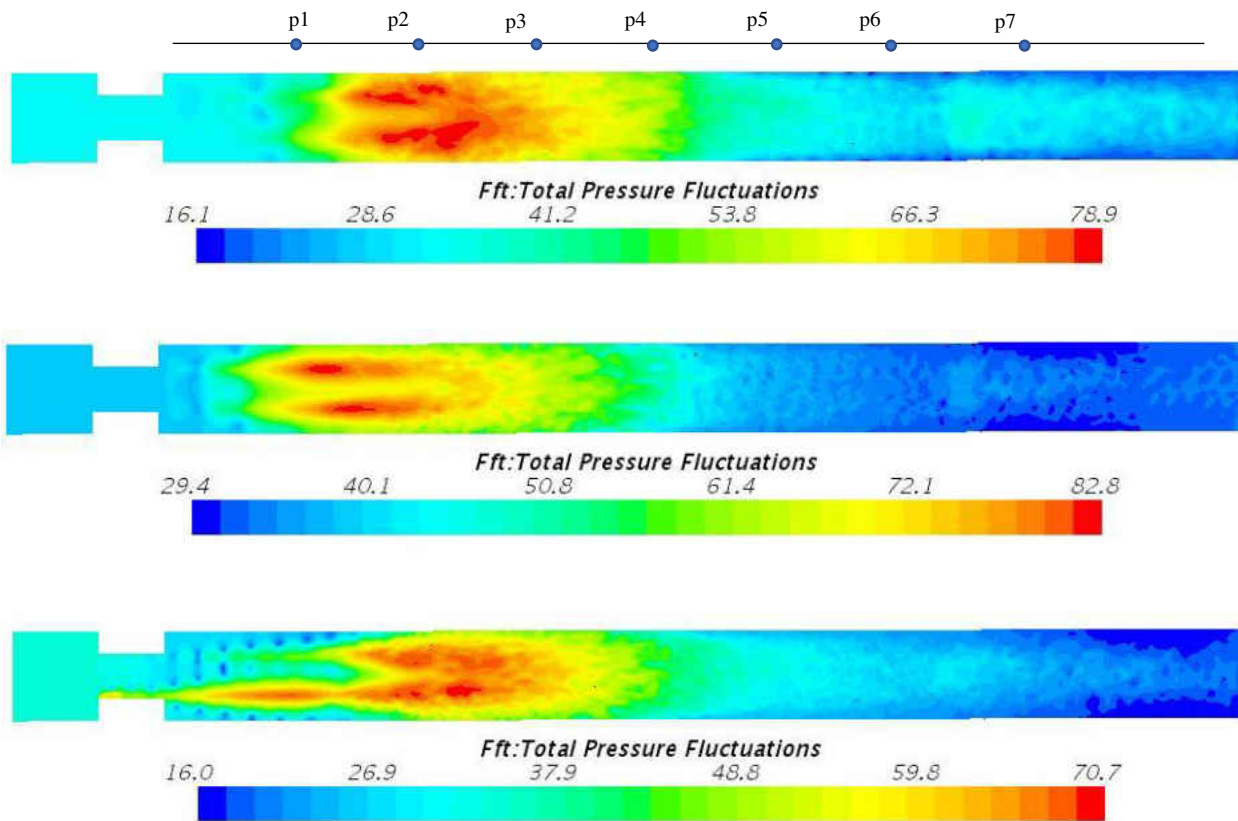 p1 p2 p3 p4 p5 p6 p7
Fft:Total Pressure Fluctuations
16.1 28.6 41.2 53.8 66.3 78.9
Fft:Total Pressure Fluctuations
29.4 40.1 50.8 61.4 72.1 82.8
Fft:Total Pressure Fluctuations
16.0 26.9 37.9 48.8 59.8 70.7